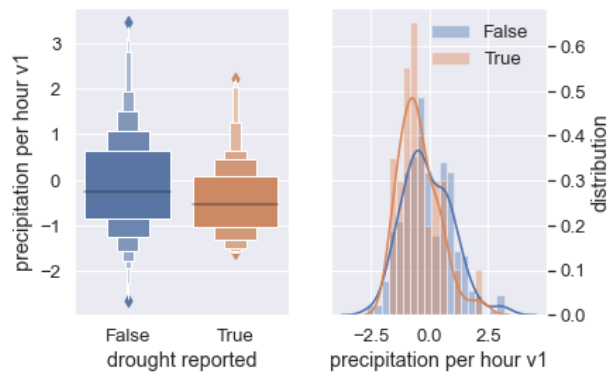 precipitation per hour v1
3
2
1
0
−1
−2
False
True
drought reported
False
True
distribution
0.6
0.5
0.4
0.3
0.2
0.1
0.0
−2.5
0.0
2.5
precipitation per hour v1